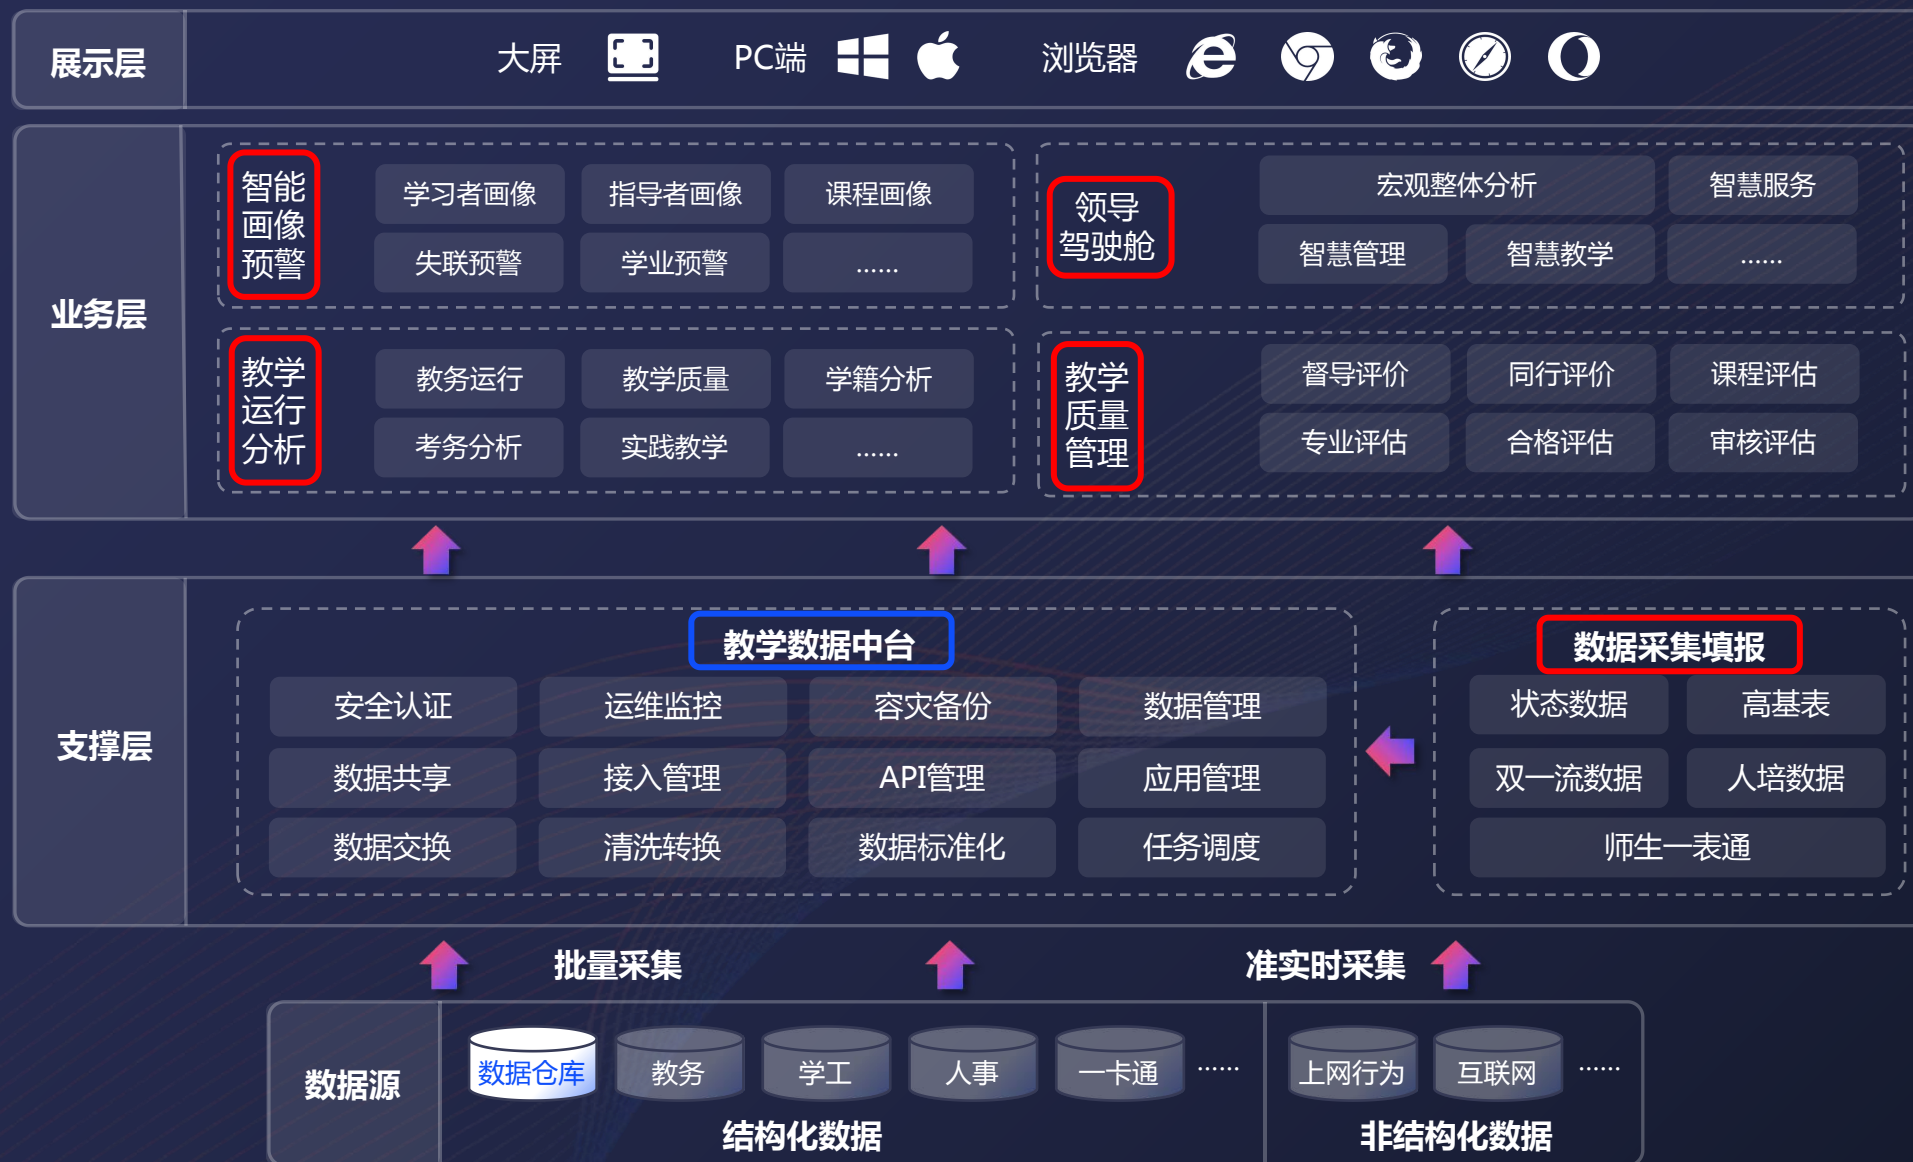 展示层
大屏
PC端
浏览器
业务层
智能
画像
预警
学习者画像
指导者画像
课程画像
失联预警
学业预警
......
领导
驾驶舱
宏观整体分析
智慧服务
智慧管理
智慧教学
......
教学
运行
分析
教务运行
教学质量
学籍分析
考务分析
实践教学
......
教学
质量
管理
督导评价
同行评价
课程评估
专业评估
合格评估
审核评估
支撑层
教学数据中台
安全认证
运维监控
容灾备份
数据管理
数据共享
接入管理
API管理
应用管理
数据交换
清洗转换
数据标准化
任务调度
数据采集填报
状态数据
高基表
双一流数据
人培数据
师生一表通
批量采集
准实时采集
数据源
数据仓库
教务
学工
人事
一卡通
......
上网行为
互联网
......
结构化数据
非结构化数据